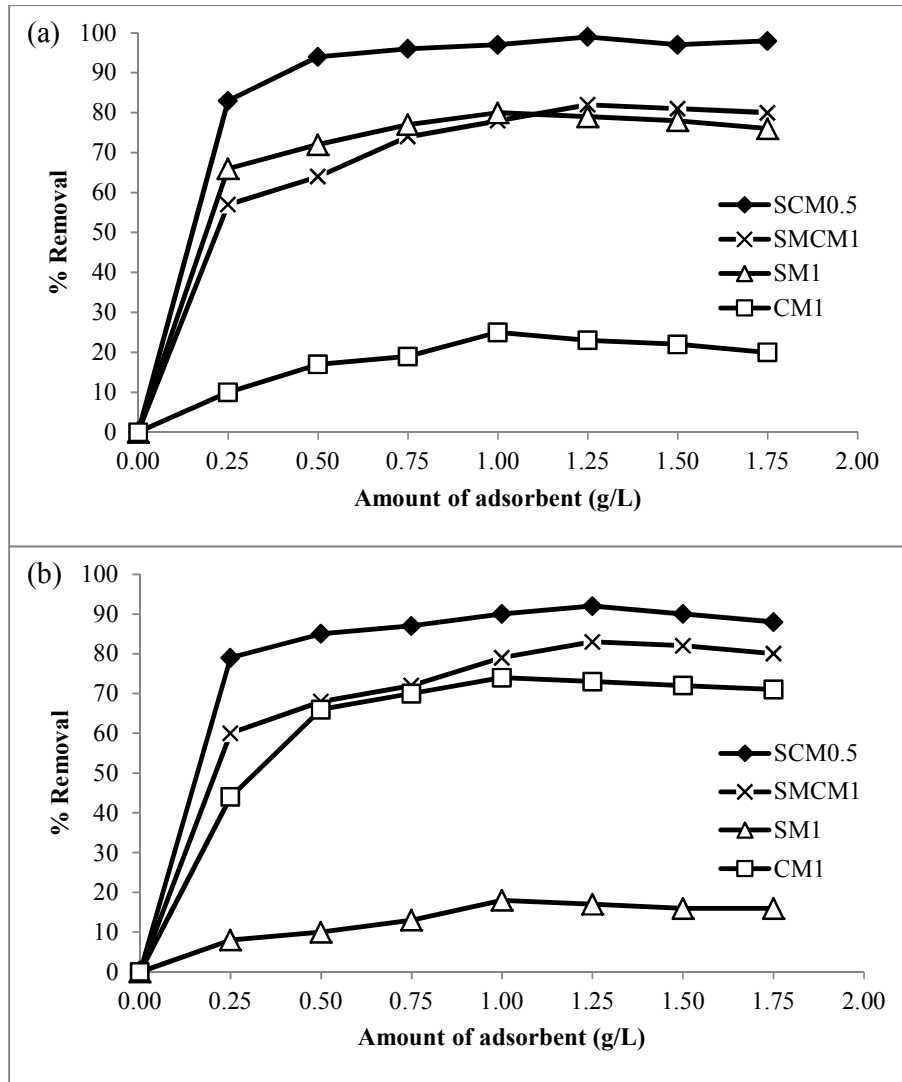 (a)
100
90
80
70
60
50
40
30
20
10
0
% Removal
SCM0.5
SMCM1
SM1
CM1
0.00 0.25 0.50 0.75 1.00 1.25 1.50 1.75 2.00
Amount of adsorbent (g/L)
(b)
100
90
80
70
60
50
40
30
20
10
0
% Removal
SCM0.5
SMCM1
SM1
CM1
0.00 0.25 0.50 0.75 1.00 1.25 1.50 1.75 2.00
Amount of adsorbent (g/L)